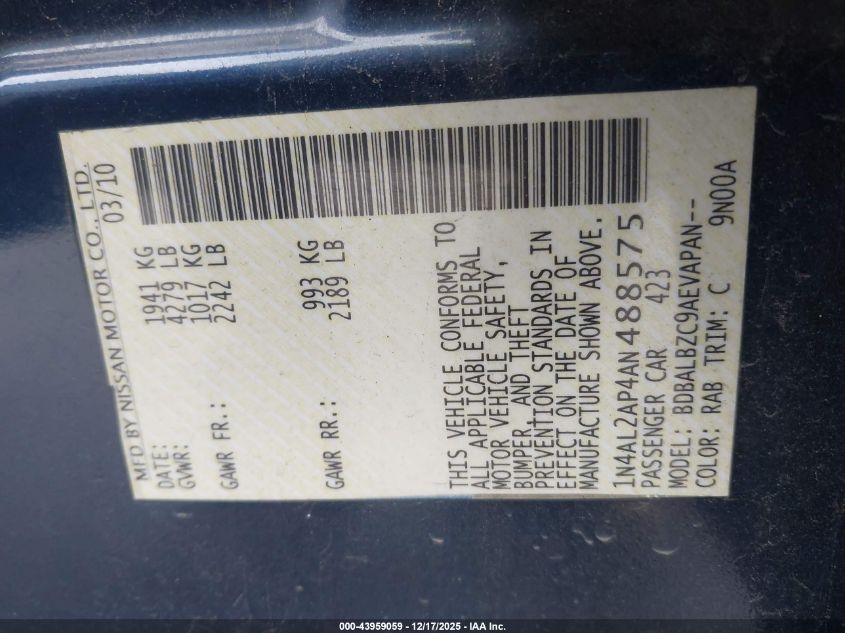 MFD BY NISSAN MOTOR CO., LTD.
DATE: 03/10
GVWR: 1941 KG
4279 LB
GAWR FR.: 1017 KG
2242 LB
GAWR RR.: 993 KG
2189 LB
THIS VEHICLE CONFORMS TO
ALL APPLICABLE FEDERAL
MOTOR VEHICLE SAFETY,
BUMPER, AND THEFT
PREVENTION STANDARDS IN
EFFECT ON THE DATE OF
MANUFACTURE SHOWN ABOVE.
1N4AL2AP4AN488575
PASSENGER CAR 423
MODEL: BDBALBZC9AEVAPAN--
COLOR: RAB TRIM: C 9N00A
000-43959059 - 12/17/2025 - IAA Inc.